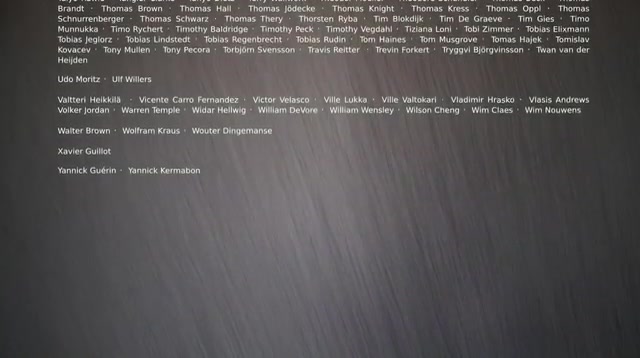 Brandt · Thomas Brown · Thomas Hall · Thomas Jödecke · Thomas Knight · Thomas Kress · Thomas Oppl · Thomas
Schnurrenberger · Thomas Schwarz · Thomas Thery · Thorsten Ryba · Tim Blokdijk · Tim De Graeve · Tim Gies · Timo
Munnukka · Timo Rychert · Timothy Baldridge · Timothy Peck · Timothy Vegdahl · Tiziana Loni · Tobi Zimmer · Tobias Elixmann
Tobias Jeglorz · Tobias Lindstedt · Tobias Regenbrecht · Tobias Rudin · Tom Haines · Tom Musgrove · Tomas Hajek · Tomislav
Kovacev · Tony Mullen · Tony Pecora · Torbjörn Svensson · Travis Reitter · Trevin Forkert · Tryggvi Björgvinsson · Twan van der
Heijden
Udo Moritz · Ulf Willers
Valtteri Heikkilä · Vicente Carro Fernandez · Victor Velasco · Ville Lukka · Ville Valtokari · Vladimir Hrasko · Vlasis Andrews
Volker Jordan · Warren Temple · Widar Hellwig · William DeVore · William Wensley · Wilson Cheng · Wim Claes · Wim Nouwens
Walter Brown · Wolfram Kraus · Wouter Dingemanse
Xavier Guillot
Yannick Guérin · Yannick Kermabon